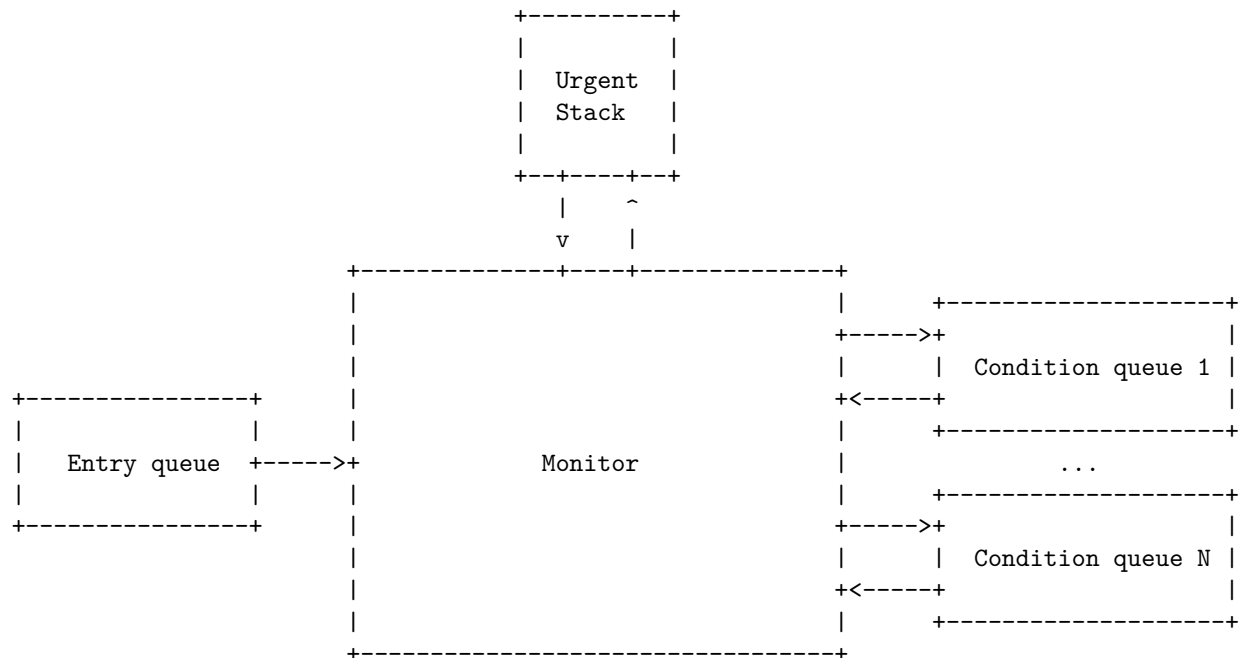 Urgent
Stack
Condition queue 1
Entry queue
Monitor
...
Condition queue N